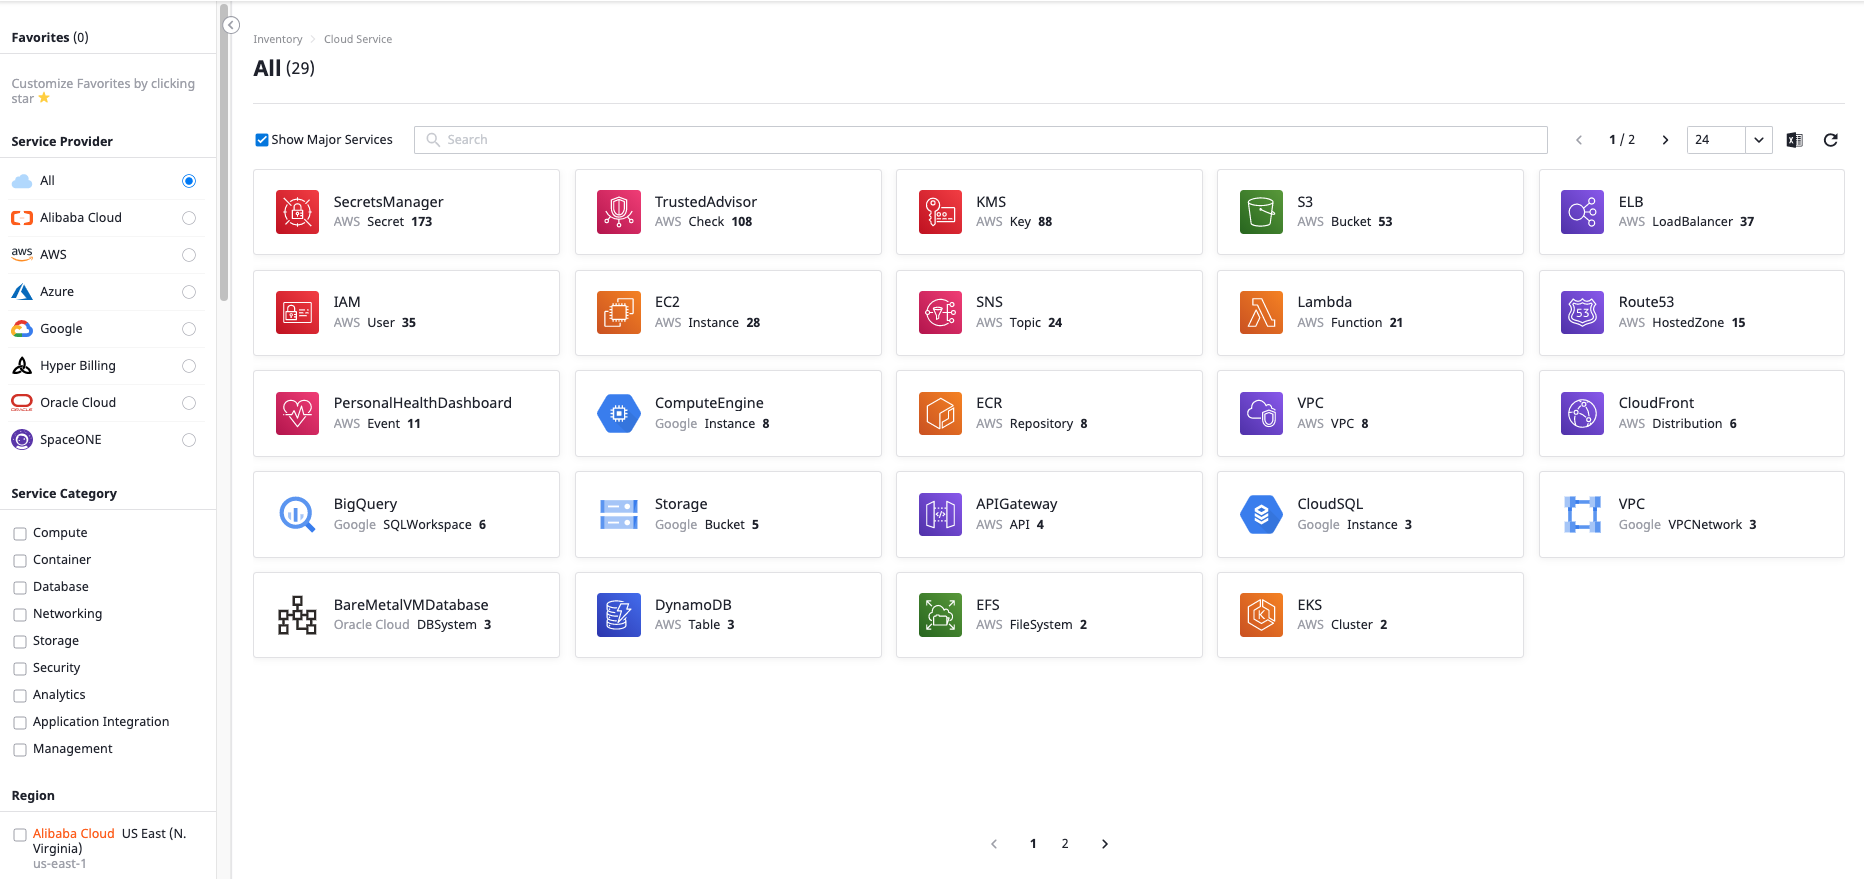 Favorites (0)
Customize Favorites by clicking
star
Service Provider
All
Alibaba Cloud
aws AWS
Azure
Google
Hyper Billing
ORACLE Oracle Cloud
SpaceONE
Service Category
Compute
Container
Database
Networking
Storage
Security
Analytics
Application Integration
Management
Region
Alibaba Cloud US East (N.
Virginia)
us-east-1
Inventory Cloud Service
All (29)
Show Major Services Search 1 / 2 24
SecretsManager
AWS Secret 173
TrustedAdvisor
AWS Check 108
KMS
AWS Key 88
S3
AWS Bucket 53
ELB
AWS LoadBalancer 37
IAM
AWS User 35
EC2
AWS Instance 28
SNS
AWS Topic 24
Lambda
AWS Function 21
53
Route53
AWS HostedZone 15
PersonalHealthDashboard
AWS Event 11
ComputeEngine
Google Instance 8
ECR
AWS Repository 8
VPC
AWS VPC 8
CloudFront
AWS Distribution 6
BigQuery
Google SQLWorkspace 6
Storage
Google Bucket 5
APIGateway
AWS API 4
CloudSQL
Google Instance 3
VPC
Google VPCNetwork 3
BareMetalVMDatabase
Oracle Cloud DBSystem 3
DynamoDB
AWS Table 3
EFS
AWS FileSystem 2
K
EKS
AWS Cluster 2
1 2